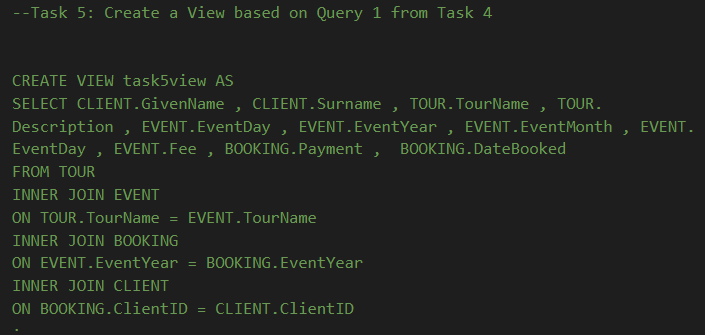 --Task 5: Create a View based on Query 1 from Task 4
CREATE VIEW task5view AS
SELECT CLIENT.GivenName , CLIENT.Surname , TOUR.TourName , TOUR.
Description , EVENT.EventDay , EVENT.EventYear , EVENT.EventMonth , EVENT.
EventDay , EVENT.Fee , BOOKING.Payment ,  BOOKING.DateBooked
FROM TOUR
INNER JOIN EVENT
ON TOUR.TourName = EVENT.TourName
INNER JOIN BOOKING
ON EVENT.EventYear = BOOKING.EventYear
INNER JOIN CLIENT
ON BOOKING.ClientID = CLIENT.ClientID